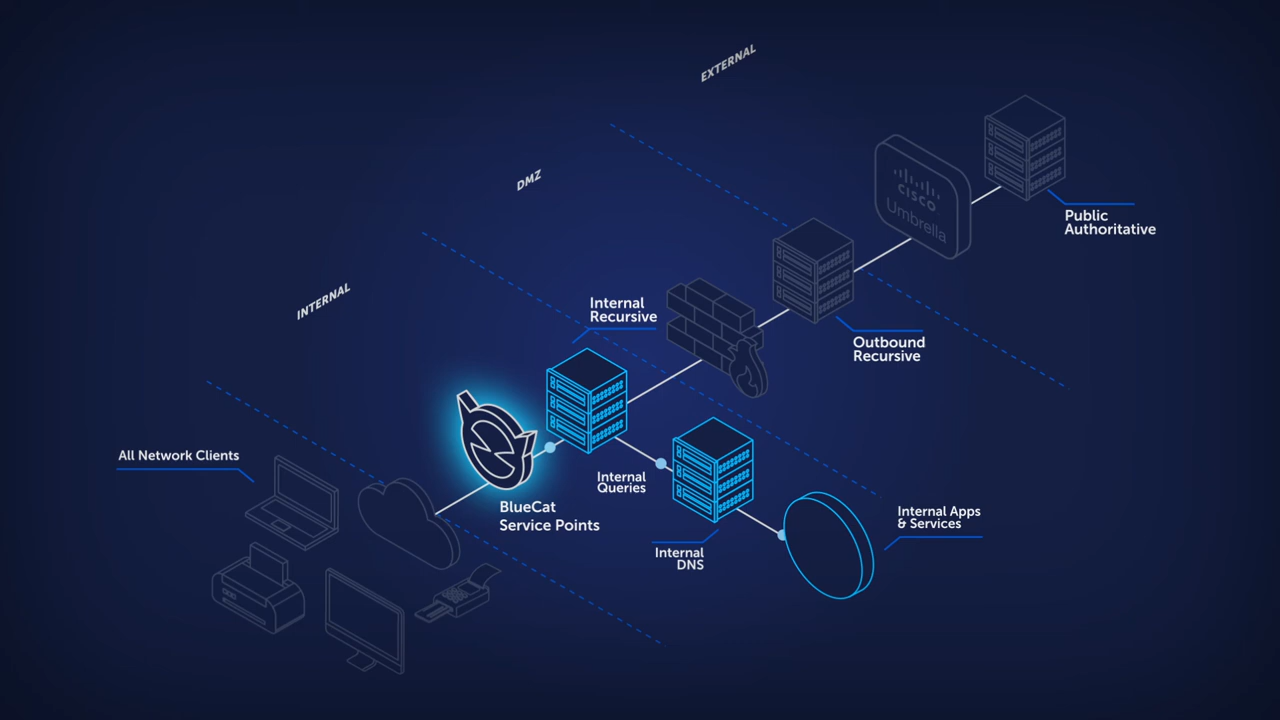 EXTERNAL
DMZ
INTERNAL
CISCO
Umbrella
Public
Authoritative
Outbound
Recursive
Internal
Recursive
All Network Clients
BlueCat
Service Points
Internal
Queries
Internal
DNS
Internal Apps
& Services